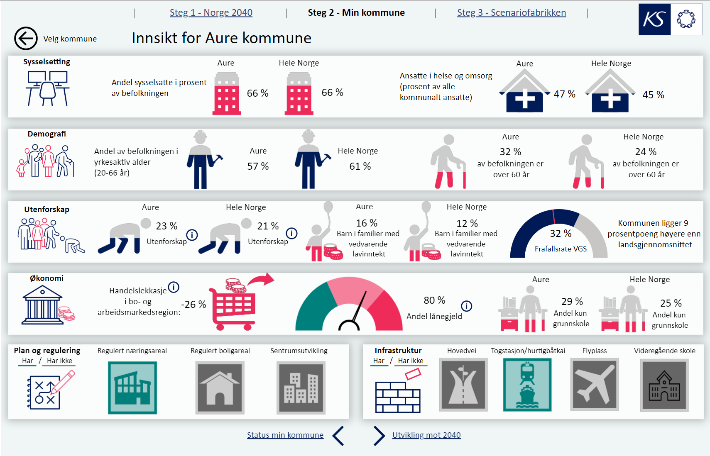 Steg 1 - Norge 2040
Steg 2 - Min kommune
Steg 3 - Scenariofabrikken
KS
Velg kommune
Innsikt for Aure kommune
Sysselsetting
Andel sysselsatte i prosent
av befolkningen
Aure
66 %
Hele Norge
66 %
Ansatte i helse og omsorg
(prosent av alle
kommunalt ansatte)
Aure
47 %
Hele Norge
45 %
Demografi
Andel av befolkningen i
yrkesaktiv alder
(20-66 år)
Aure
57 %
Hele Norge
61 %
Aure
32 %
av befolkningen er
over 60 år
Hele Norge
24 %
av befolkningen er
over 60 år
Utenforskap
Aure
23 %
Utenforskap
Hele Norge
21 %
Utenforskap
Aure
16 %
Barn i familier med
vedvarende
lavinntekt
Hele Norge
12 %
Barn i familier med
vedvarende
lavinntekt
32 %
Frafallsrate VGS
Kommunen ligger 9
prosentpoeng høyere enn
landsgjennomsnittet
Økonomi
Handelslekkasje
i bo- og
arbeidsmarkedsregion:
-26 %
80 %
Andel lånegjeld
Aure
29 %
Andel kun
grunnskole
Hele Norge
25 %
Andel kun
grunnskole
Plan og regulering
Har / Har ikke
Regulert næringsareal
Regulert boligareal
Sentrumsutvikling
Infrastruktur
Har / Har ikke
Hovedvei
Togstasjon/hurtigbåtkai
Flyplass
Videregående skole
Status min kommune
Utvikling mot 2040